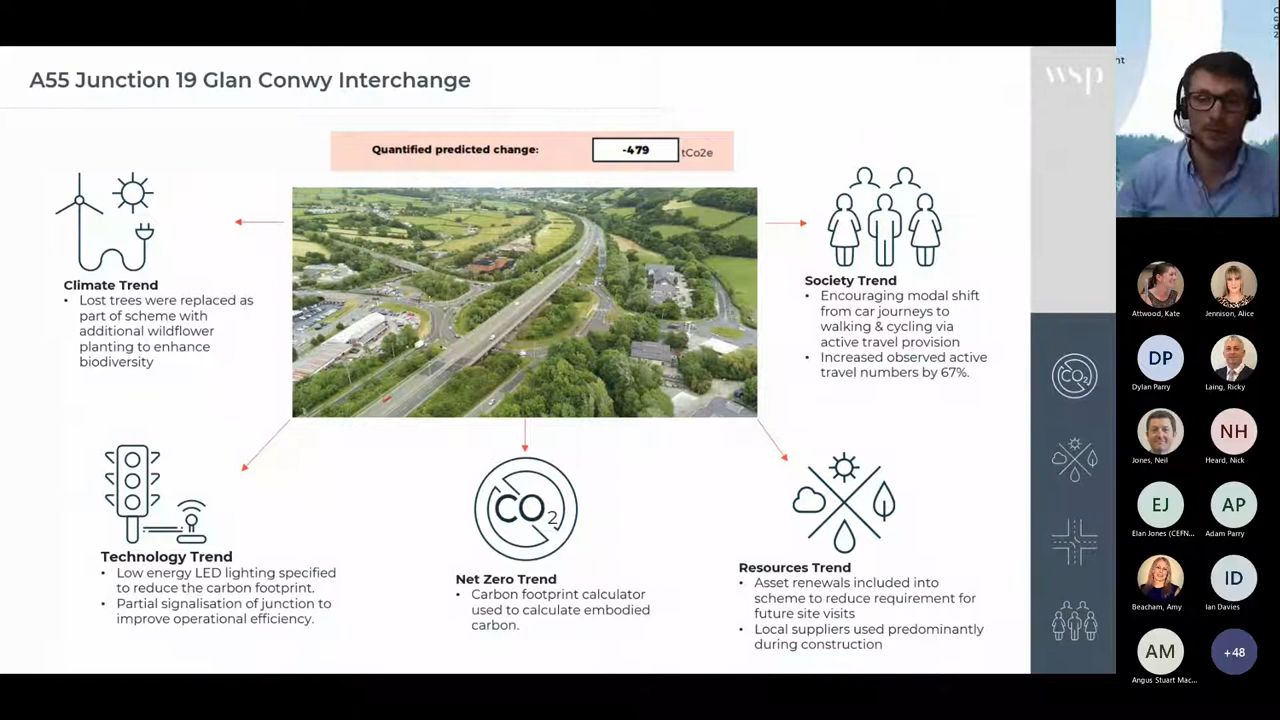 A55 Junction 19 Glan Conwy Interchange
wsp
nt
Quantified predicted change:
-479
tCo2e
Climate Trend
• Lost trees were replaced as
part of scheme with
additional wildflower
planting to enhance
biodiversity
Society Trend
• Encouraging modal shift
from car journeys to
walking & cycling via
active travel provision
• Increased observed active
travel numbers by 67%.
Technology Trend
• Low energy LED lighting specified
to reduce the carbon footprint.
• Partial signalisation of junction to
improve operational efficiency.
CO2
Net Zero Trend
• Carbon footprint calculator
used to calculate embodied
carbon.
Resources Trend
• Asset renewals included into
scheme to reduce requirement for
future site visits
• Local suppliers used predominantly
during construction
CO2
Attwood, Kate
Jennison, Alice
DP
Dylan Parry
Laing, Ricky
Jones, Neil
NH
Heard, Nick
EJ
Elan Jones (CEFN...
AP
Adam Parry
Beacham, Amy
ID
Ian Davies
AM
Angus Stuart Mac...
+48